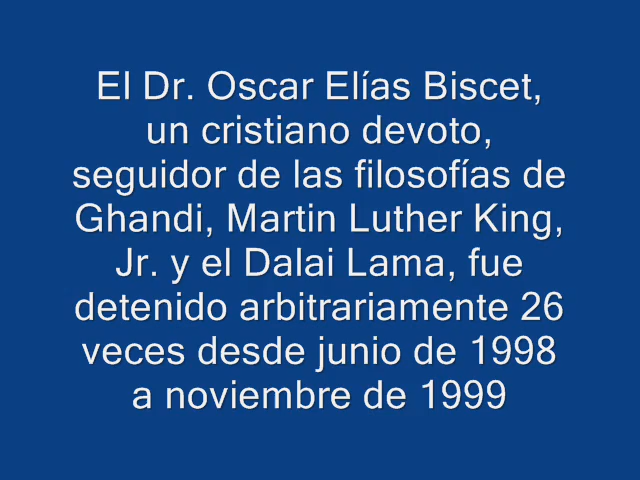 El Dr. Oscar Elías Biscet,
un cristiano devoto,
seguidor de las filosofías de
Ghandi, Martin Luther King,
Jr. y el Dalai Lama, fue
detenido arbitrariamente 26
veces desde junio de 1998
a noviembre de 1999